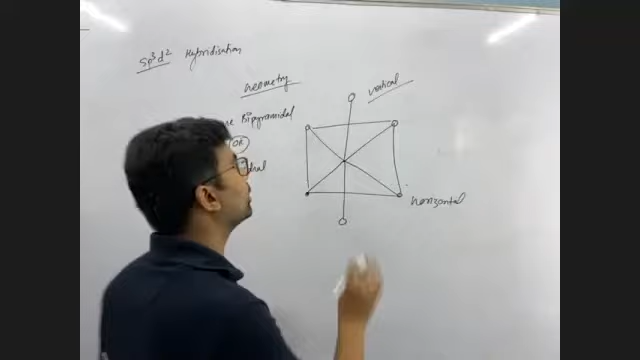 sp³d² Hybridisation
Geometry
Bipyramidal
OR
vertical
horizontal